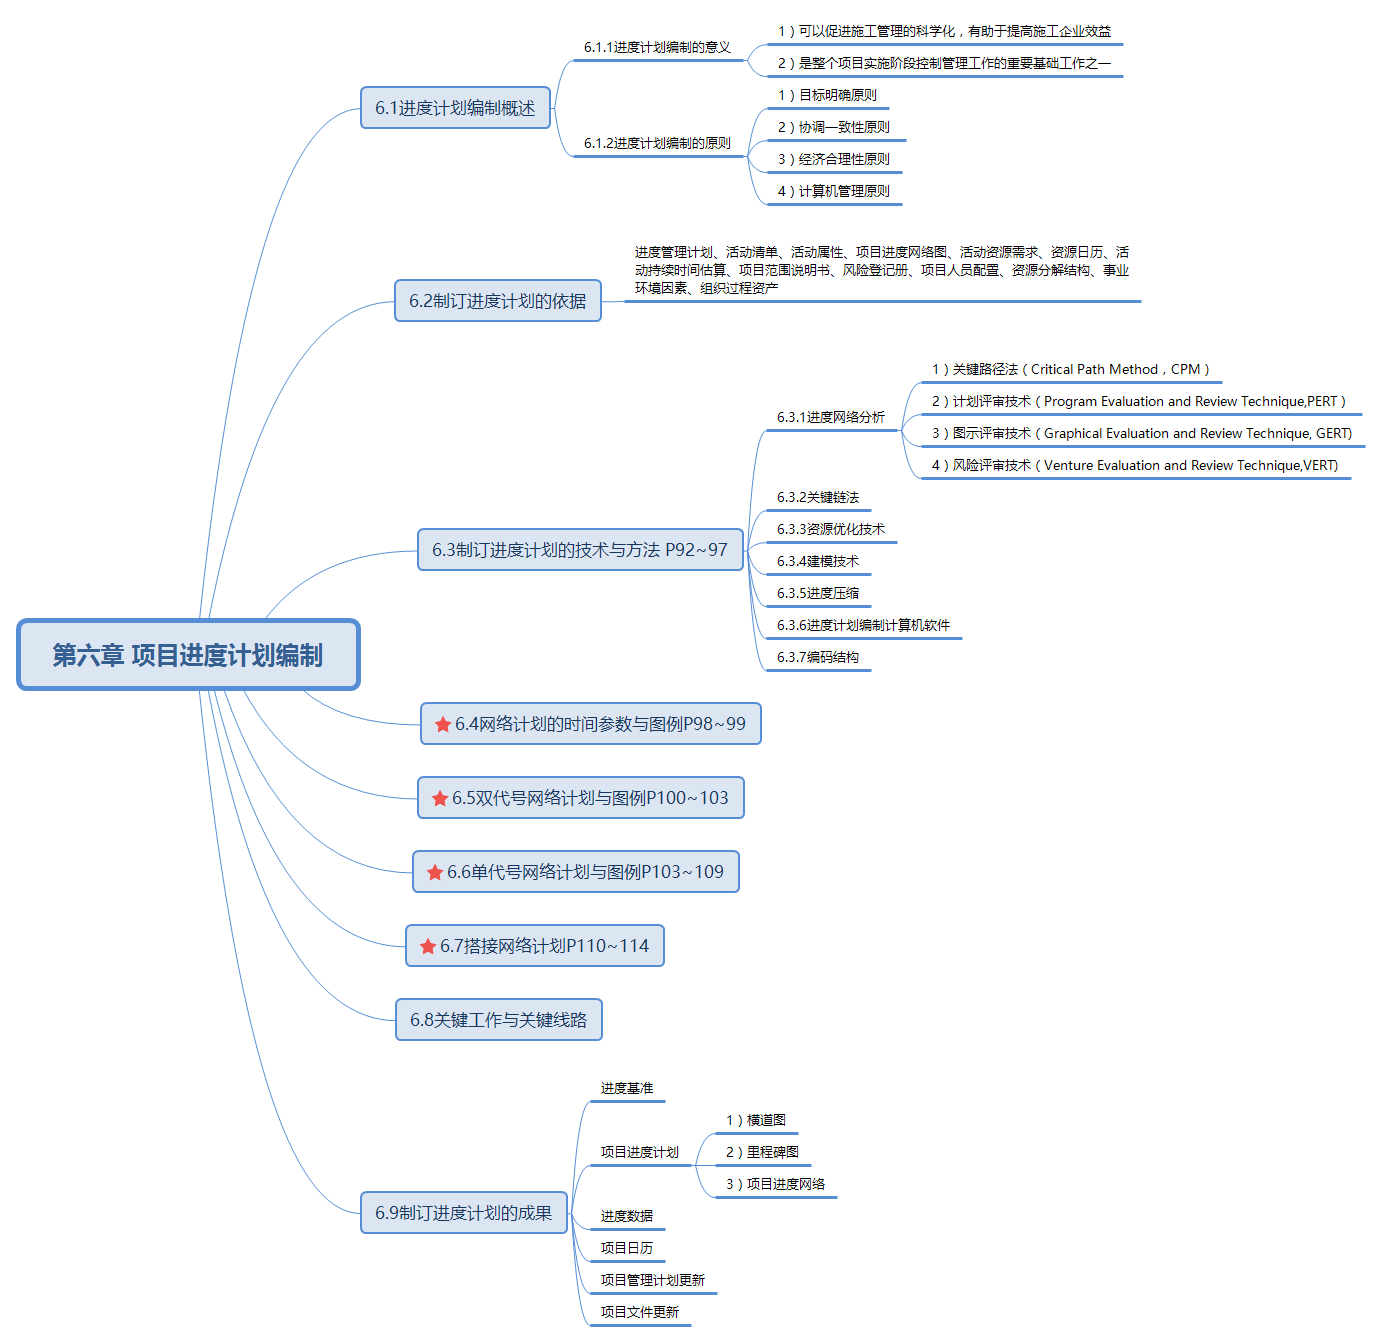 第六章 项目进度计划编制
6.1进度计划编制概述
6.1.1进度计划编制的意义
1）可以促进施工管理的科学化，有助于提高施工企业效益
2）是整个项目实施阶段控制管理工作的重要基础工作之一
6.1.2进度计划编制的原则
1）目标明确原则
2）协调一致性原则
3）经济合理性原则
4）计算机管理原则
6.2制订进度计划的依据
进度管理计划、活动清单、活动属性、项目进度网络图、活动资源需求、资源日历、活
动持续时间估算、项目范围说明书、风险登记册、项目人员配置、资源分解结构、事业
环境因素、组织过程资产
6.3制订进度计划的技术与方法 P92~97
6.3.1进度网络分析
1）关键路径法（Critical Path Method，CPM）
2）计划评审技术（Program Evaluation and Review Technique,PERT）
3）图示评审技术（Graphical Evaluation and Review Technique, GERT)
4）风险评审技术（Venture Evaluation and Review Technique,VERT)
6.3.2关键链法
6.3.3资源优化技术
6.3.4建模技术
6.3.5进度压缩
6.3.6进度计划编制计算机软件
6.3.7编码结构
6.4网络计划的时间参数与图例P98~99
6.5双代号网络计划与图例P100~103
6.6单代号网络计划与图例P103~109
6.7搭接网络计划P110~114
6.8关键工作与关键线路
6.9制订进度计划的成果
进度基准
项目进度计划
1）横道图
2）里程碑图
3）项目进度网络
进度数据
项目日历
项目管理计划更新
项目文件更新